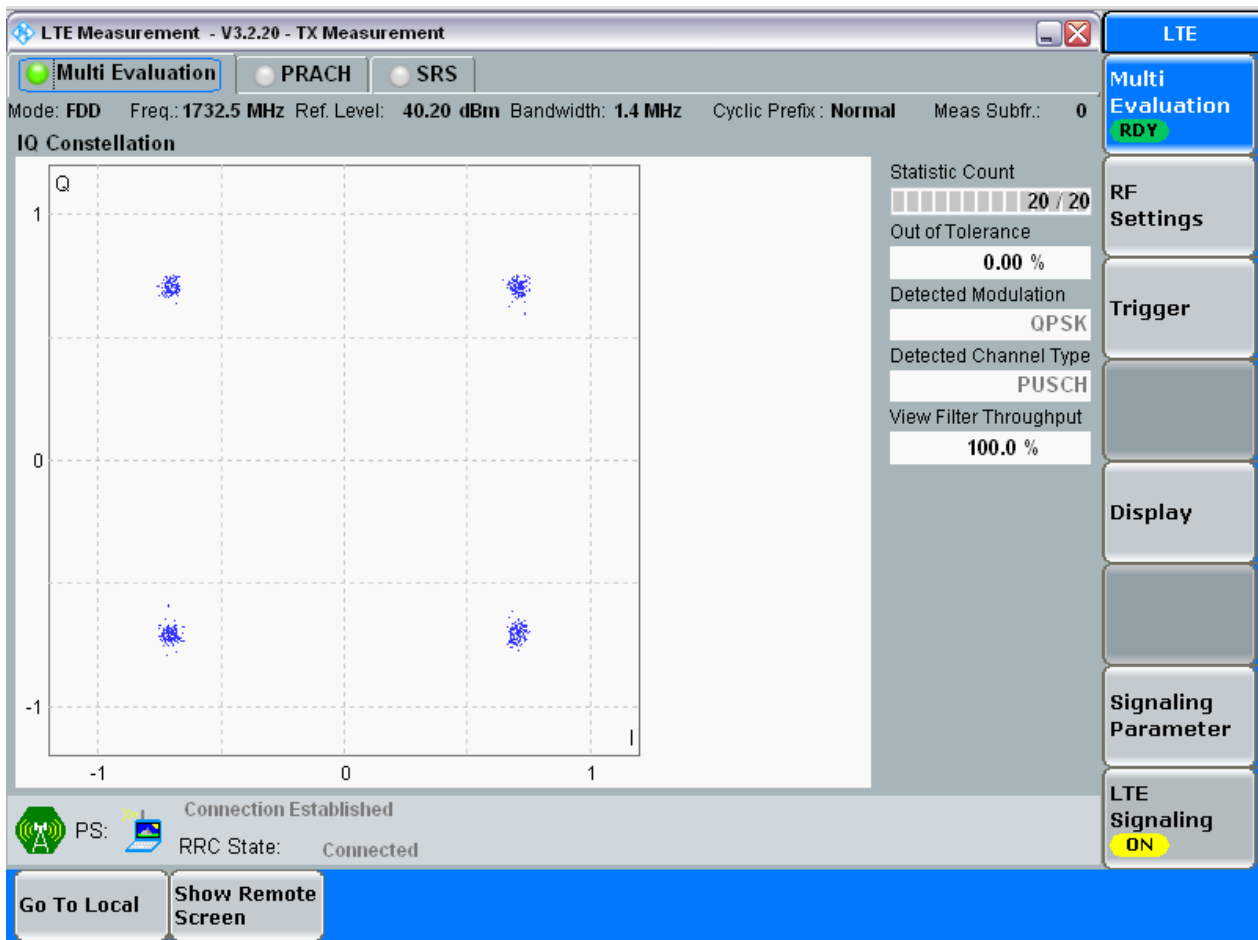 LTE Measurement - V3.2.20 - TX Measurement
LTE
Multi Evaluation PRACH SRS
Mode: FDD Freq.: 1732.5 MHz Ref. Level: 40.20 dBm Bandwidth: 1.4 MHz Cyclic Prefix : Normal Meas Subfr.: 0
IQ Constellation
Q
1
0
-1
I
-1 0 1
Statistic Count
20 / 20
Out of Tolerance
0.00 %
Detected Modulation
QPSK
Detected Channel Type
PUSCH
View Filter Throughput
100.0 %
Multi
Evaluation
RDY
RF
Settings
Trigger
Display
Signaling
Parameter
LTE
Signaling
ON
PS:
Connection Established
RRC State: Connected
Go To Local
Show Remote
Screen